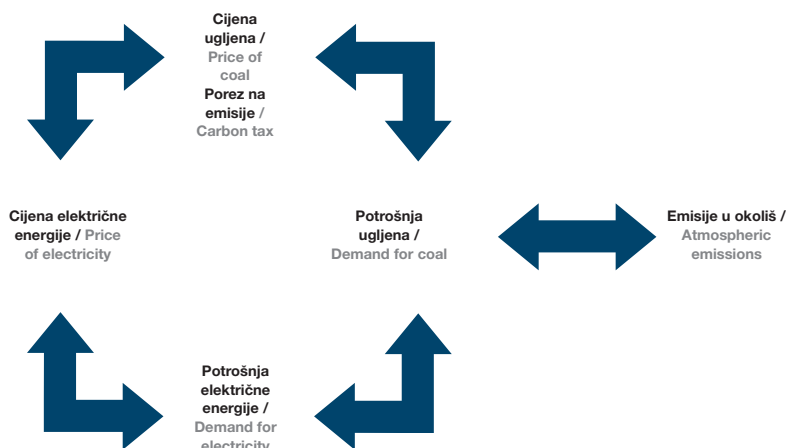 Cijena
ugljena /
Price of
coal
Porez na
emisije /
Carbon tax
Cijena električne
energije / Price
of electricity
Potrošnja
ugljena /
Demand for coal
Emisije u okoliš /
Atmospheric
emissions
Potrošnja
električne
energije /
Demand for
electricity